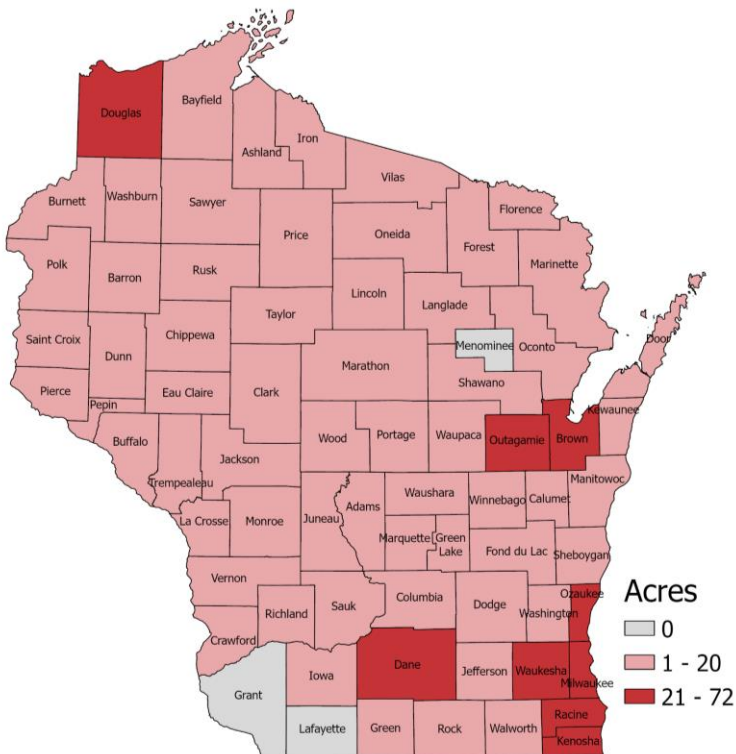 Douglas
Bayfield
Iron
Ashland
Vilas
Burnett
Washburn
Sawyer
Florence
Price
Oneida
Forest
Marinette
Polk
Barron
Rusk
Lincoln
Langlade
Taylor
Saint Croix
Dunn
Chippewa
Menominee
Oconto
Door
Marathon
Shawano
Pierce
Pepin
Eau Claire
Clark
Kewaunee
Buffalo
Wood
Portage
Waupaca
Outagamie
Brown
Jackson
Trempealeau
Manitowoc
Waushara
Winnebago
Calumet
Adams
La Crosse
Monroe
Juneau
Marquette
Green
Lake
Fond du Lac
Sheboygan
Vernon
Columbia
Dodge
Ozaukee
Washington
Richland
Sauk
Crawford
Iowa
Dane
Jefferson
Waukesha
Milwaukee
Grant
Lafayette
Green
Rock
Walworth
Racine
Kenosha
Acres
0
1 - 20
21 - 72